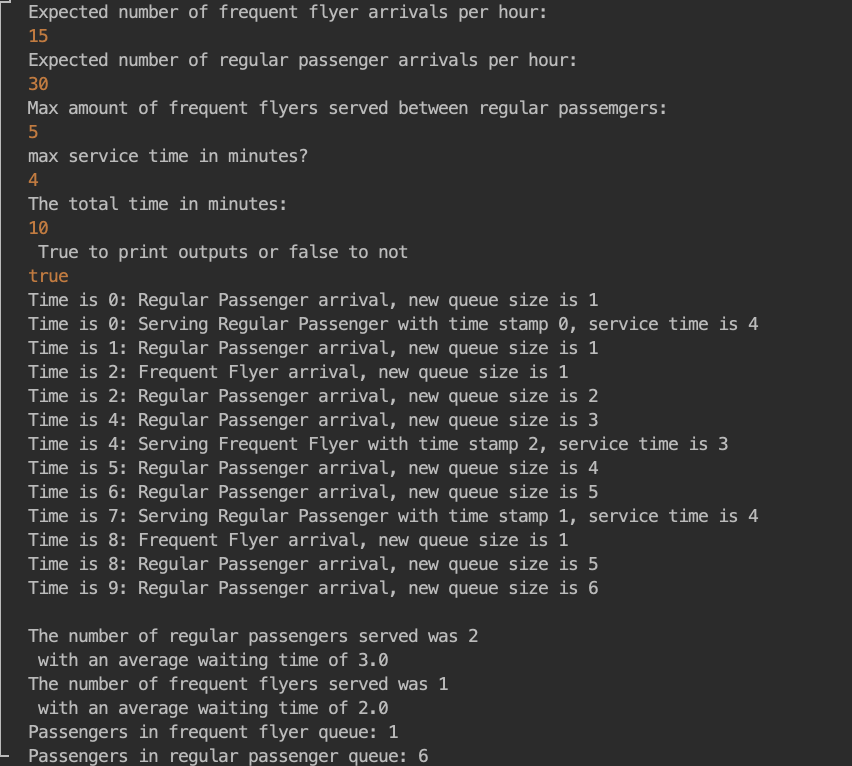 Expected number of frequent flyer arrivals per hour:
15
Expected number of regular passenger arrivals per hour:
30
Max amount of frequent flyers served between regular passemgers:
5
max service time in minutes?
4
The total time in minutes:
10
True to print outputs or false to not
true
Time is 0: Regular Passenger arrival, new queue size is 1
Time is 0: Serving Regular Passenger with time stamp 0, service time is 4
Time is 1: Regular Passenger arrival, new queue size is 1
Time is 2: Frequent Flyer arrival, new queue size is 1
Time is 2: Regular Passenger arrival, new queue size is 2
Time is 4: Regular Passenger arrival, new queue size is 3
Time is 4: Serving Frequent Flyer with time stamp 2, service time is 3
Time is 5: Regular Passenger arrival, new queue size is 4
Time is 6: Regular Passenger arrival, new queue size is 5
Time is 7: Serving Regular Passenger with time stamp 1, service time is 4
Time is 8: Frequent Flyer arrival, new queue size is 1
Time is 8: Regular Passenger arrival, new queue size is 5
Time is 9: Regular Passenger arrival, new queue size is 6
The number of regular passengers served was 2
with an average waiting time of 3.0
The number of frequent flyers served was 1
with an average waiting time of 2.0
Passengers in frequent flyer queue: 1
Passengers in regular passenger queue: 6